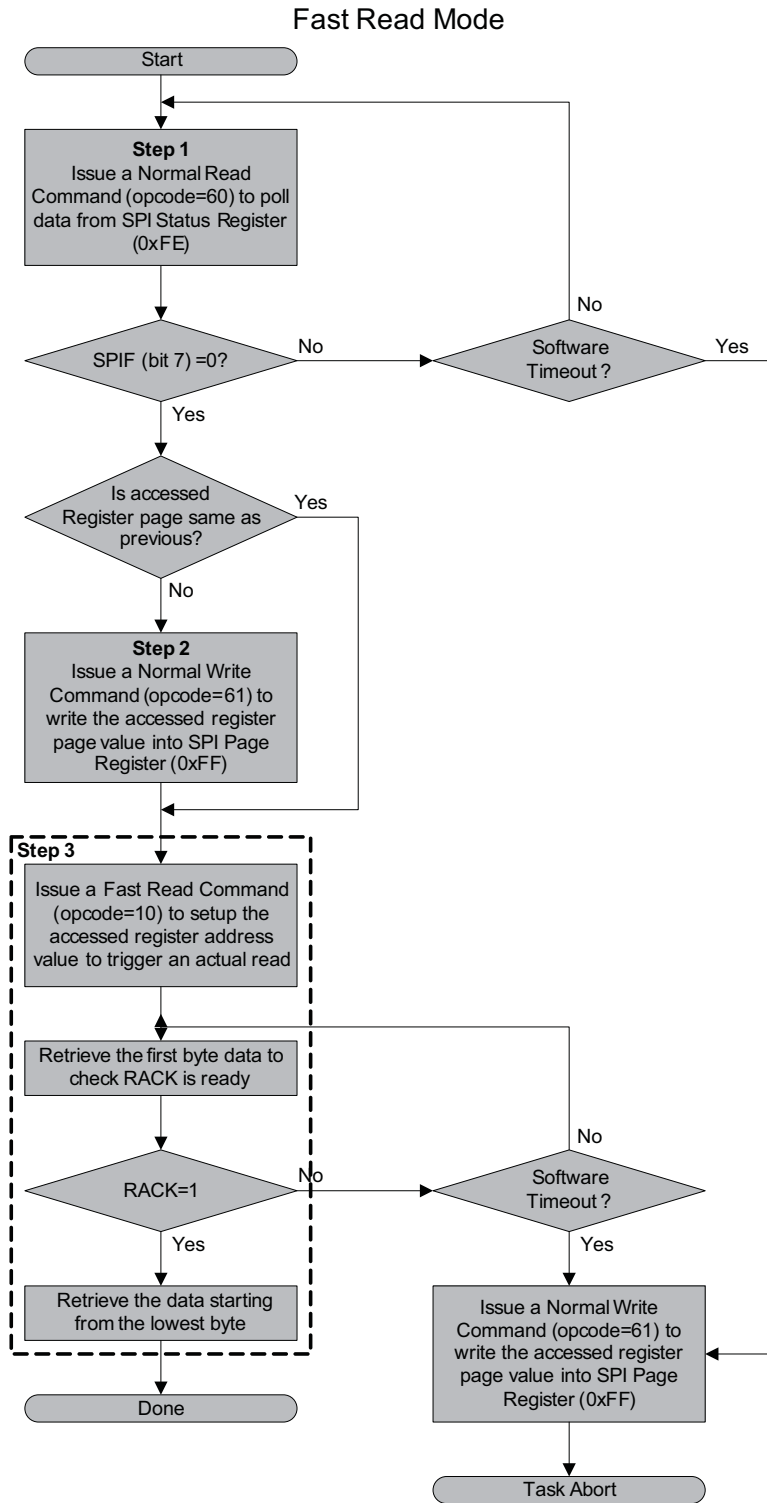 Fast Read Mode
Start
Step 1
Issue a Normal Read
Command (opcode=60) to poll
data from SPI Status Register
(0xFE)
No
SPIF (bit 7) =0?
No
Software
Timeout ?
Yes
Yes
Is accessed
Register page same as
previous?
Yes
No
Step 2
Issue a Normal Write
Command (opcode=61) to
write the accessed register
page value into SPI Page
Register (0xFF)
Step 3
Issue a Fast Read Command
(opcode=10) to setup the
accessed register address
value to trigger an actual read
Retrieve the first byte data to
check RACK is ready
No
RACK=1
No
Software
Timeout ?
Yes
Yes
Retrieve the data starting
from the lowest byte
Issue a Normal Write
Command (opcode=61) to
write the accessed register
page value into SPI Page
Register (0xFF)
Done
Task Abort